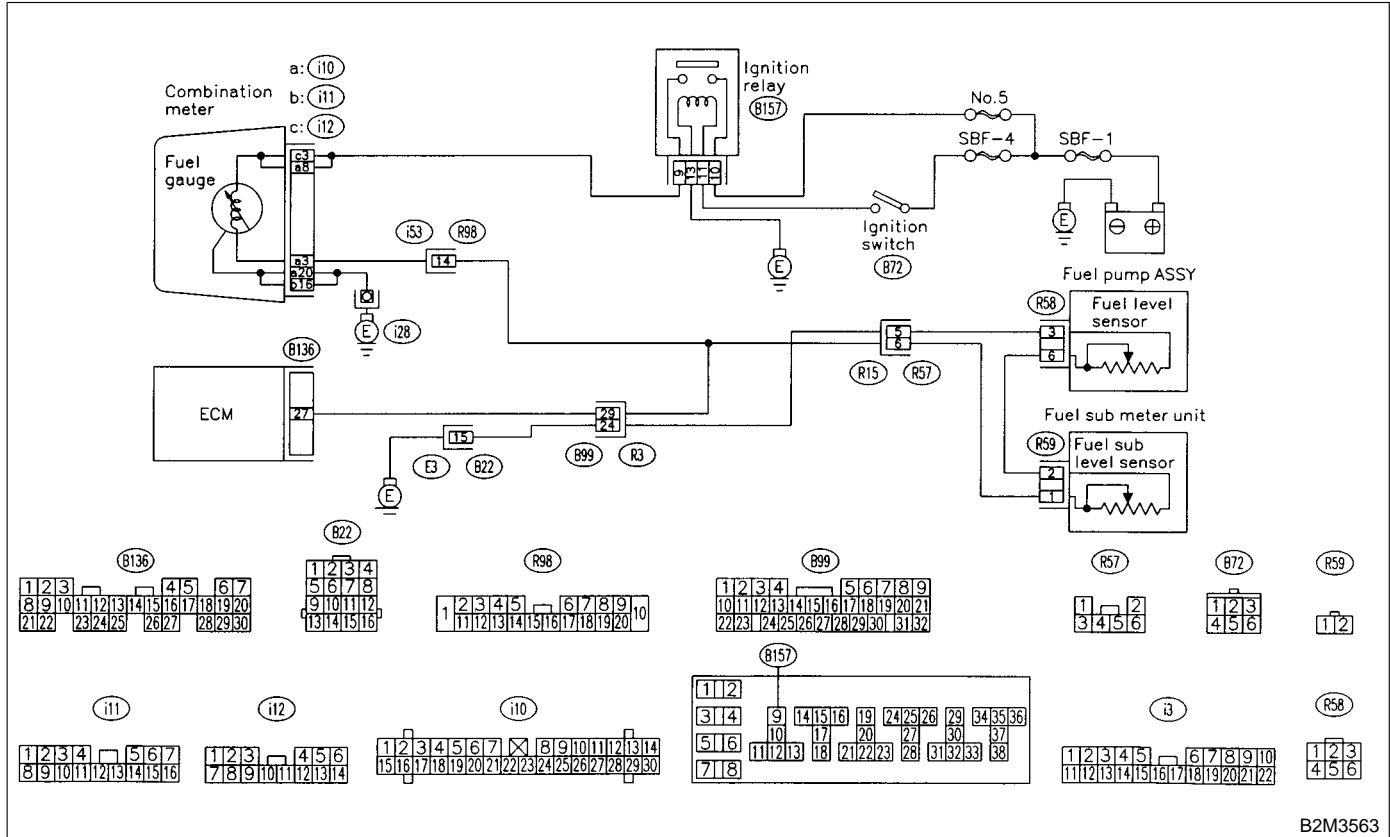 a: i10
b: i11
c: i12
Combination
meter
Fuel
gauge
c3
a8
a3
a20
b16
Ignition
relay
B157
9
13
11
10
No.5
SBF-4
SBF-1
Ignition
switch
B72
E
E
⊖ ⊕
i53
R98
14
E
i28
B136
ECM
27
Fuel pump ASSY
R58
Fuel level
sensor
3
6
5
6
R15
R57
29
24
B99
R3
15
E3
B22
E
Fuel sub meter unit
R59
Fuel sub
level sensor
2
1
B136
1 2 3 4 5 6 7
8 9 10 11 12 13 14 15 16 17 18 19 20
21 22 23 24 25 26 27 28 29 30
B22
1 2 3 4
5 6 7 8
9 10 11 12
13 14 15 16
R98
1 2 3 4 5 6 7 8 9 10
11 12 13 14 15 16 17 18 19 20
B99
1 2 3 4 5 6 7 8 9
10 11 12 13 14 15 16 17 18 19 20 21
22 23 24 25 26 27 28 29 30 31 32
R57
1 2
3 4 5 6
B72
1 2 3
4 5 6
R59
1 2
i11
1 2 3 4 5 6 7
8 9 10 11 12 13 14 15 16
i12
1 2 3 4 5 6
7 8 9 10 11 12 13 14
i10
1 2 3 4 5 6 7 8 9 10 11 12 13 14
15 16 17 18 19 20 21 22 23 24 25 26 27 28 29 30
B157
1 2
3 4
5 6
7 8
9 14 15 16 19 24 25 26 29 34 35 36
10 17 20 27 30 37
11 12 13 18 21 22 23 28 31 32 33 38
i3
1 2 3 4 5 6 7 8 9 10
11 12 13 14 15 16 17 18 19 20 21 22
R58
1 2 3
4 5 6
B2M3563